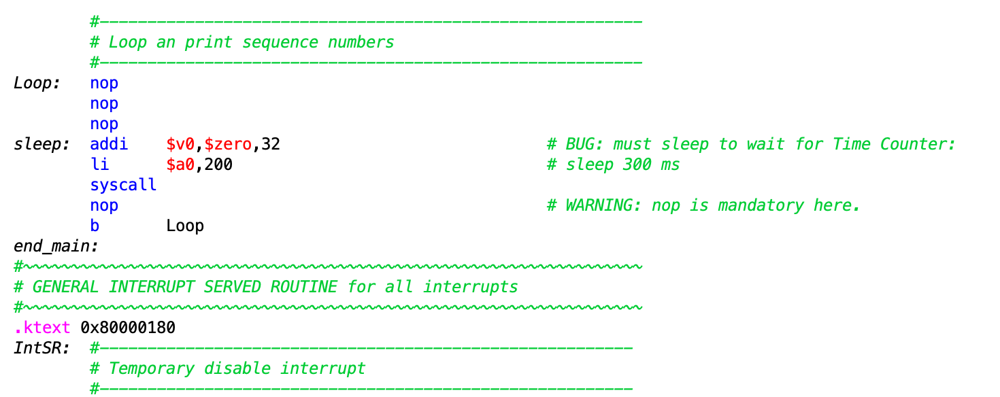 #---------------------------------------------------------
# Loop an print sequence numbers
#---------------------------------------------------------
Loop: nop
nop
nop
sleep: addi $v0,$zero,32 # BUG: must sleep to wait for Time Counter:
li $a0,200 # sleep 300 ms
syscall
nop # WARNING: nop is mandatory here.
b Loop
end_main:
#~~~~~~~~~~~~~~~~~~~~~~~~~~~~~~~~~~~~~~~~~~~~~~~~~~~~~~~~~~~~~~~~~
# GENERAL INTERRUPT SERVED ROUTINE for all interrupts
#~~~~~~~~~~~~~~~~~~~~~~~~~~~~~~~~~~~~~~~~~~~~~~~~~~~~~~~~~~~~~~~~~
.ktext 0x80000180
IntSR: #--------------------------------------------------------
# Temporary disable interrupt
#--------------------------------------------------------